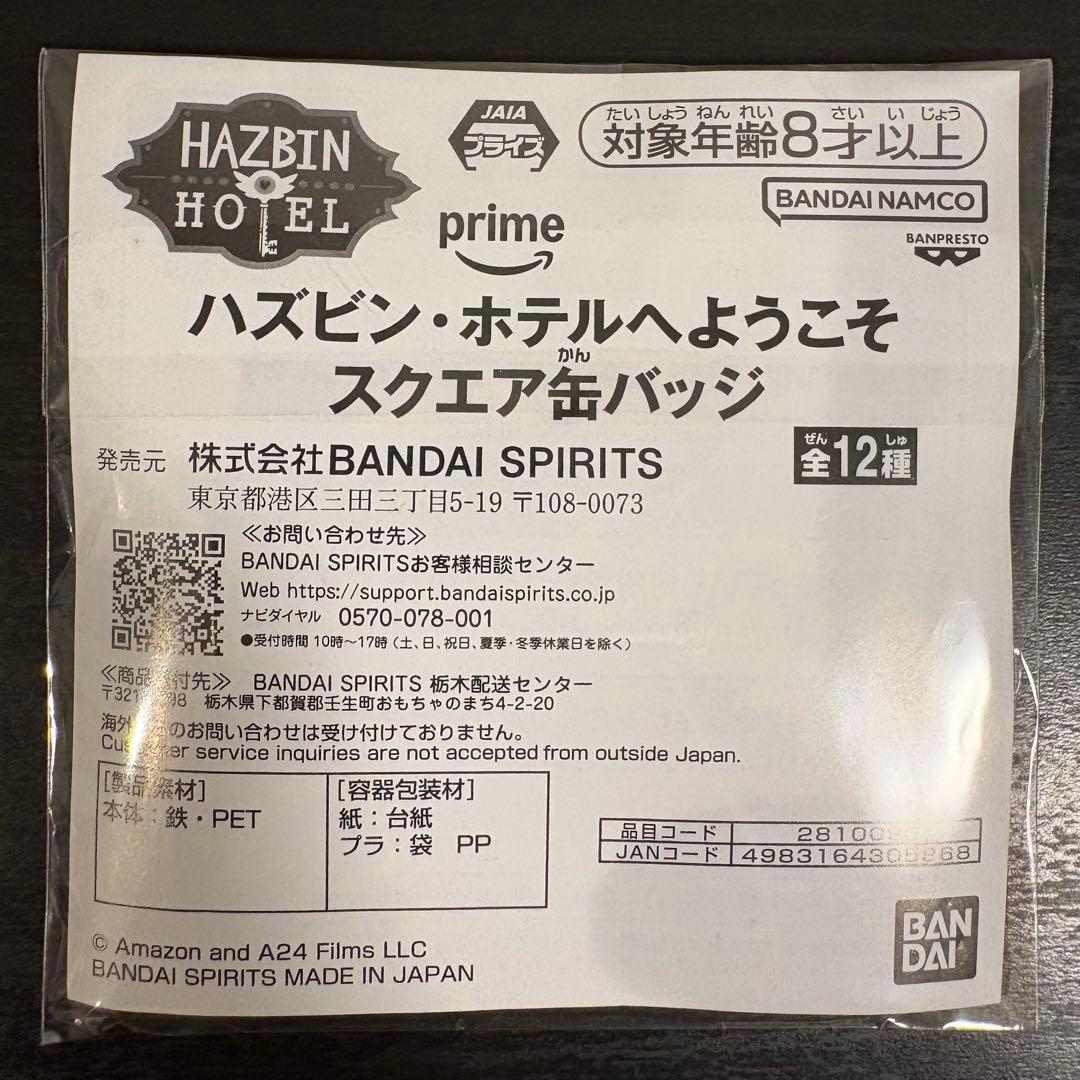 HAZBIN
HOTEL
JAIA
プライズ
たいしょうねんれい さい いじょう
対象年齢8才以上
BANDAI NAMCO
prime
BANPRESTO
ハズビン・ホテルへようこそ
かん
スクエア缶バッジ
発売元 株式会社BANDAI SPIRITS
ぜん しゅ
全12種
東京都港区三田三丁目5-19 〒108-0073
≪お問い合わせ先≫
BANDAI SPIRITSお客様相談センター
Web https://support.bandaispirits.co.jp
ナビダイヤル 0570-078-001
●受付時間 10時～17時（土、日、祝日、夏季・冬季休業日を除く）
≪商品 付先≫ BANDAI SPIRITS 栃木配送センター
栃木県下都賀郡壬生町おもちゃのまち4-2-20
海外 のお問い合わせは受け付けておりません。
service inquiries are not accepted from outside Japan.
[製品素材]
本体：鉄・PET
[容器包装材]
紙：台紙
プラ：袋 PP
品目コード
JANコード
© Amazon and A24 Films LLC
BANDAI SPIRITS MADE IN JAPAN
BAN
DAI